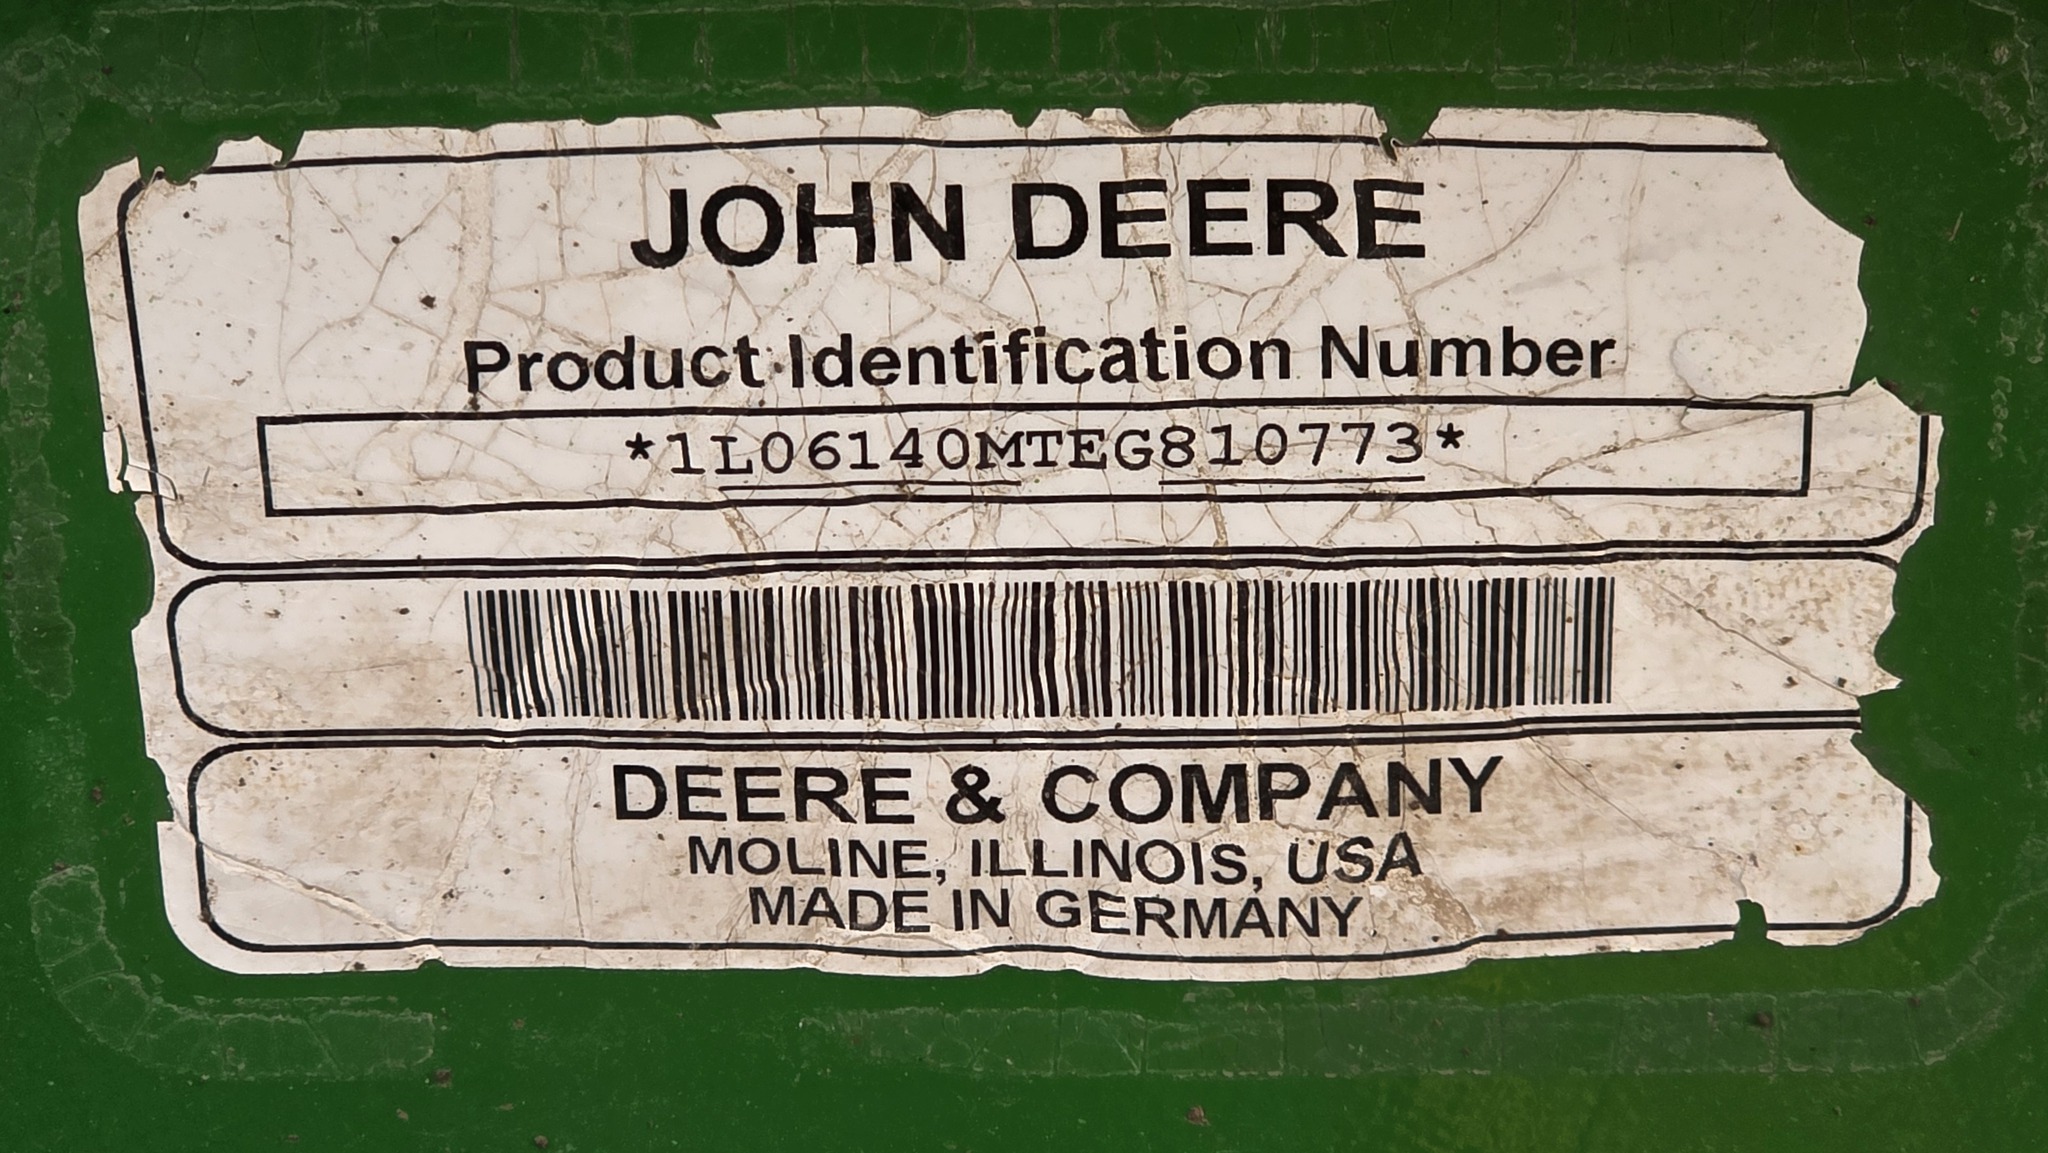 JOHN DEERE
Product Identification Number
*1L06140MTEG810773*
DEERE & COMPANY
MOLINE, ILLINOIS, USA
MADE IN GERMANY